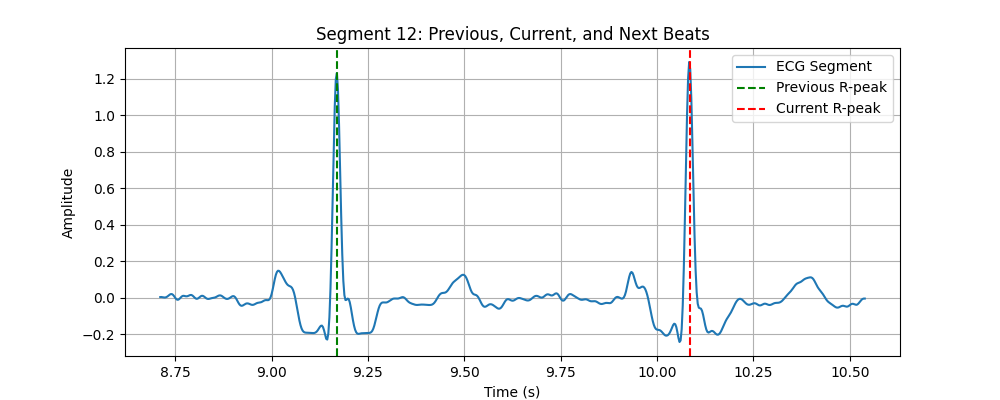 Segment 12: Previous, Current, and Next Beats
ECG Segment
Previous R-peak
Current R-peak
Amplitude
1.2
1.0
0.8
0.6
0.4
0.2
0.0
−0.2
8.75 9.00 9.25 9.50 9.75 10.00 10.25 10.50
Time (s)